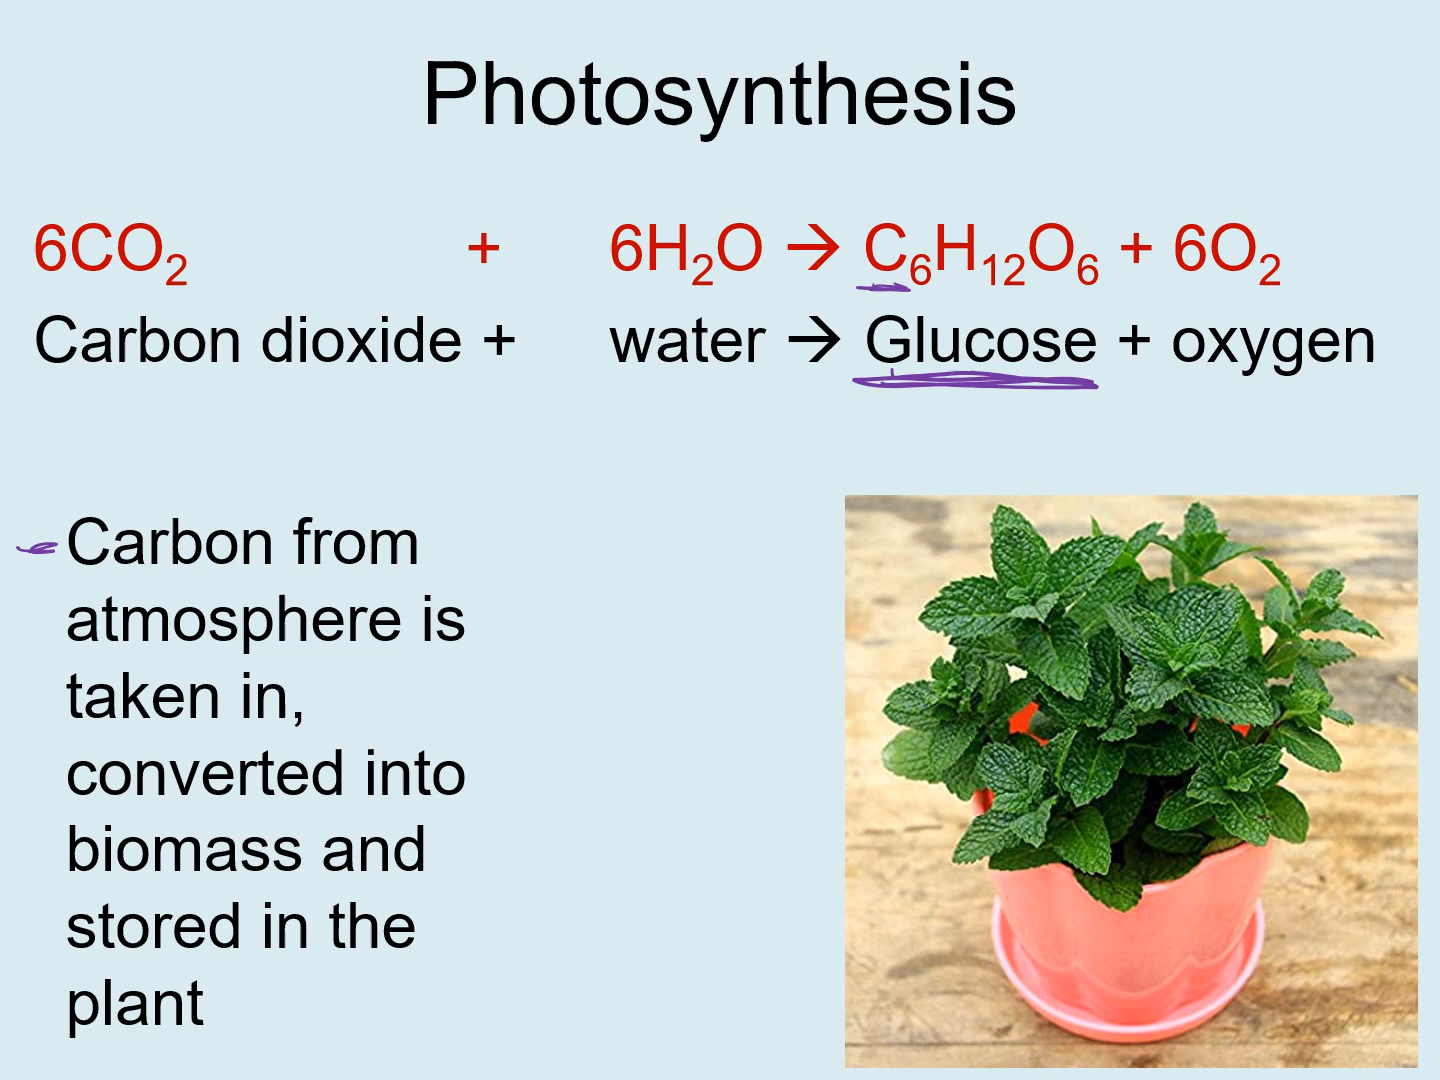 Photosynthesis
6CO₂ + 6H₂O → C₆H₁₂O₆ + 6O₂
Carbon dioxide + water → Glucose + oxygen
Carbon from
atmosphere is
taken in,
converted into
biomass and
stored in the
plant